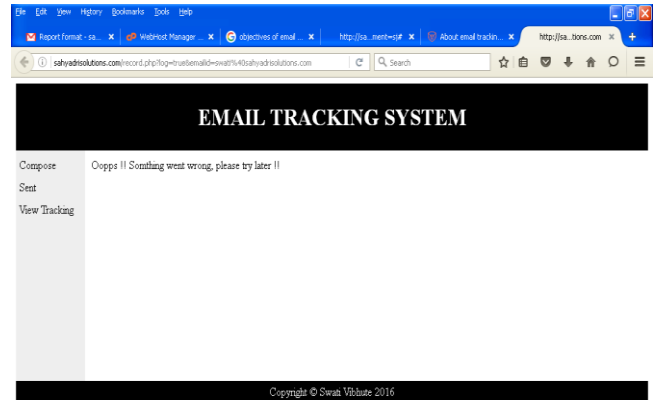 File Edit View History Bookmarks Tools Help
Report format - sa... WebHost Manager ... objectives of email ... http://sa...ment=sj# About email trackin... http://sa...tions.com
sahyadrisolutions.com/record.php?log=true&emailid=swati%40sahyadrisolutions.com Search
EMAIL TRACKING SYSTEM
Compose
Oopps !! Somthing went wrong, please try later !!
Sent
View Tracking
Copyright © Swati Vibhute 2016